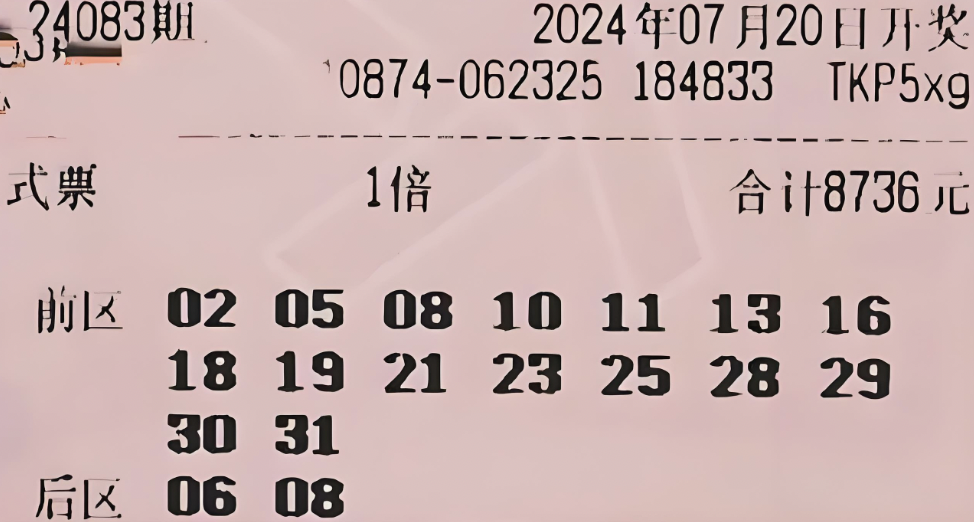 24083期 2024年07月20日开奖
0874-062325 184833 TKP5xg
式票 1倍 合计8736元
前区 02 05 08 10 11 13 16
18 19 21 23 25 28 29
30 31
后区 06 08